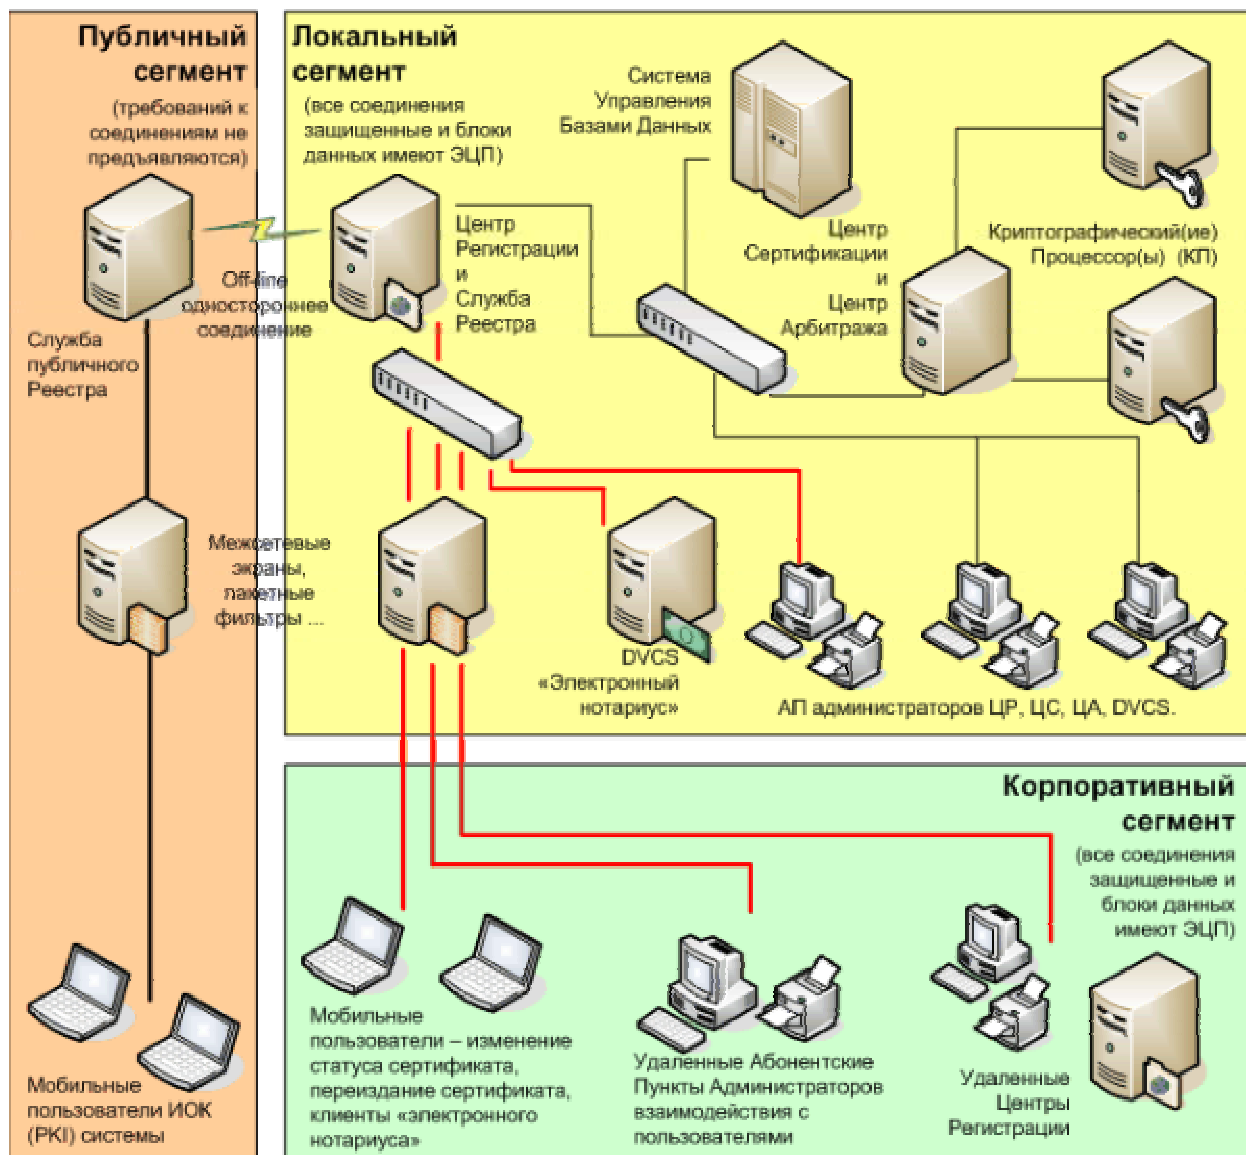 Публичный
сегмент
(требований к
соединениям не
предъявляются)
Off-line
одностороннее
соединение
Служба
публичного
Реестра
Межсетевые
экраны,
пакетные
фильтры ...
Мобильные
пользователи ИОК
(PKI) системы
Локальный
сегмент
(все соединения
защищенные и блоки
данных имеют ЭЦП)
Центр
Регистрации
и
Служба
Реестра
Система
Управления
Базами Данных
Центр
Сертификации
и
Центр
Арбитража
Криптографический(ие)
Процессор(ы) (КП)
DVCS
«Электронный
нотариус»
АП администраторов ЦР, ЦС, ЦА, DVCS.
Корпоративный
сегмент
(все соединения
защищенные и
блоки данных
имеют ЭЦП)
Мобильные
пользователи – изменение
статуса сертификата,
переиздание сертификата,
клиенты «электронного
нотариуса»
Удаленные Абонентские
Пункты Администраторов
взаимодействия с
пользователями
Удаленные
Центры
Регистрации